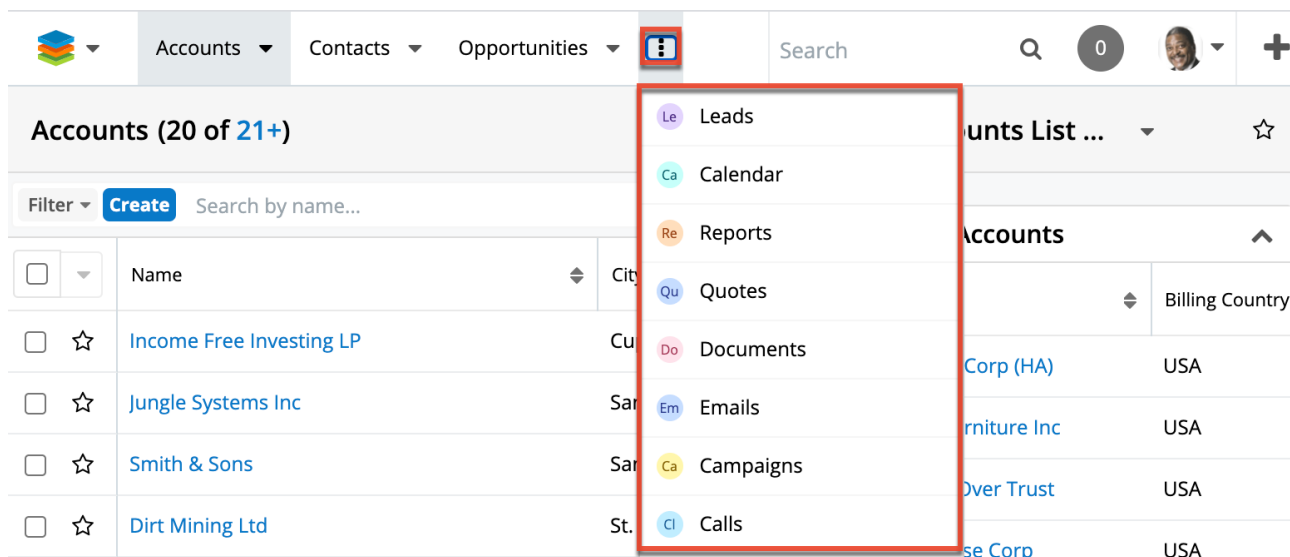 Accounts
Contacts
Opportunities
Search
0
Accounts (20 of 21+)
Le Leads
Ca Calendar
Re Reports
Qu Quotes
Do Documents
Em Emails
Ca Campaigns
Cl Calls
List ...
Filter
Create
Search by name...
Accounts
Name
Billing Country
Income Free Investing LP
Corp (HA) USA
Jungle Systems Inc
Inc USA
Smith & Sons
Over Trust USA
Dirt Mining Ltd
St.
Corp USA